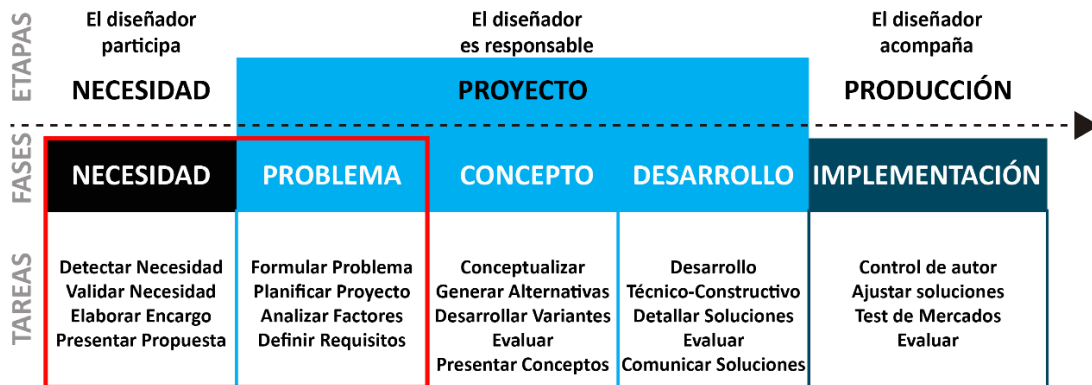 ETAPAS
El diseñador
participa
El diseñador
es responsable
El diseñador
acompaña
NECESIDAD
PROYECTO
PRODUCCIÓN
FASES
NECESIDAD
PROBLEMA
CONCEPTO
DESARROLLO
IMPLEMENTACIÓN
TAREAS
Detectar Necesidad
Validar Necesidad
Elaborar Encargo
Presentar Propuesta
Formular Problema
Planificar Proyecto
Analizar Factores
Definir Requisitos
Conceptualizar
Generar Alternativas
Desarrollar Variantes
Evaluar
Presentar Conceptos
Desarrollo
Técnico-Constructivo
Detallar Soluciones
Evaluar
Comunicar Soluciones
Control de autor
Ajustar soluciones
Test de Mercados
Evaluar